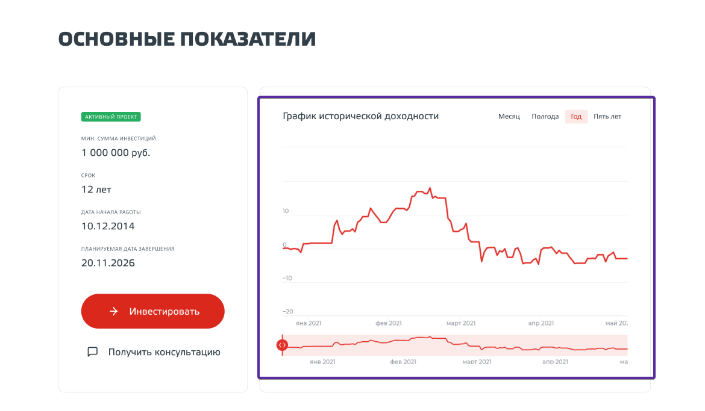 ОСНОВНЫЕ ПОКАЗАТЕЛИ
АКТИВНЫЙ ПРОЕКТ
МИН. СУММА ИНВЕСТИЦИЙ
1 000 000 руб.
СРОК
12 лет
ДАТА НАЧАЛА РАБОТЫ
10.12.2014
ПЛАНИРУЕМАЯ ДАТА ЗАВЕРШЕНИЯ
20.11.2026
Инвестировать
Получить консультацию
График исторической доходности
Месяц Полгода Год Пять лет
10
0
−10
−20
янв 2021 фев 2021 март 2021 апр 2021 май 202
янв 2021 фев 2021 март 2021 апр 2021 ма